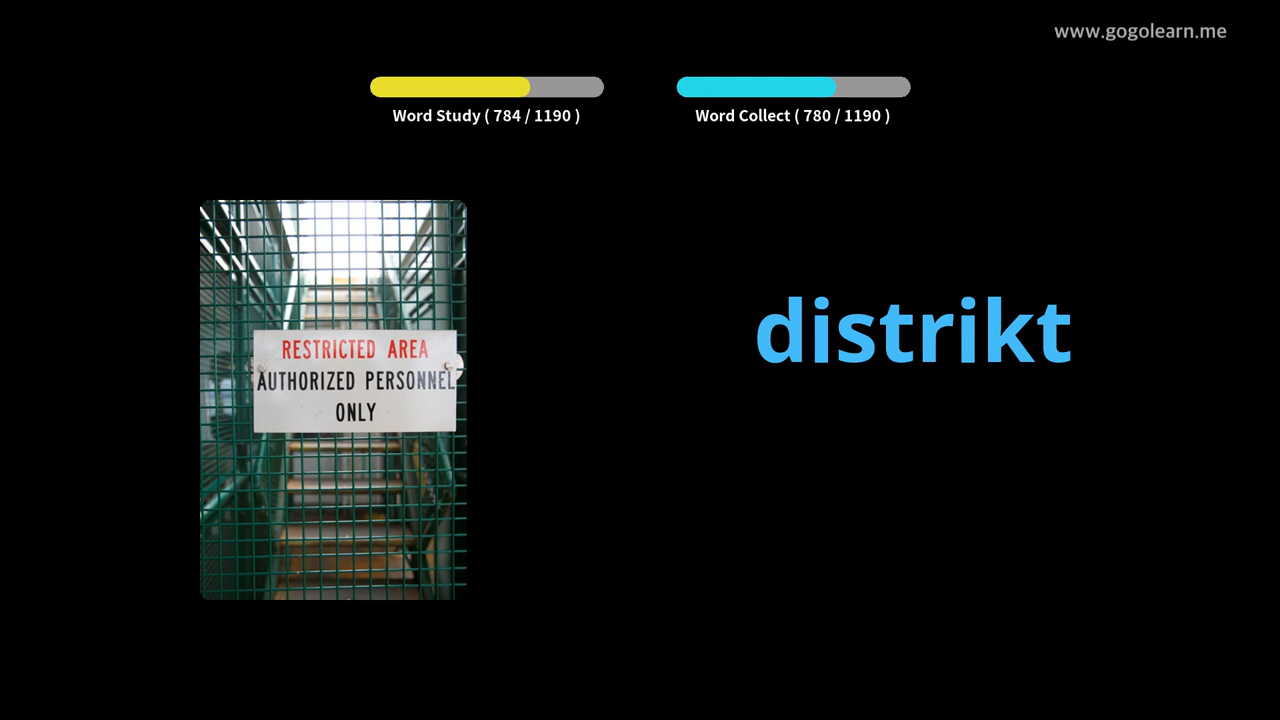 www.gogolearn.me
Word Study ( 784 / 1190 )
Word Collect ( 780 / 1190 )
RESTRICTED AREA
AUTHORIZED PERSONNEL
ONLY
distrikt